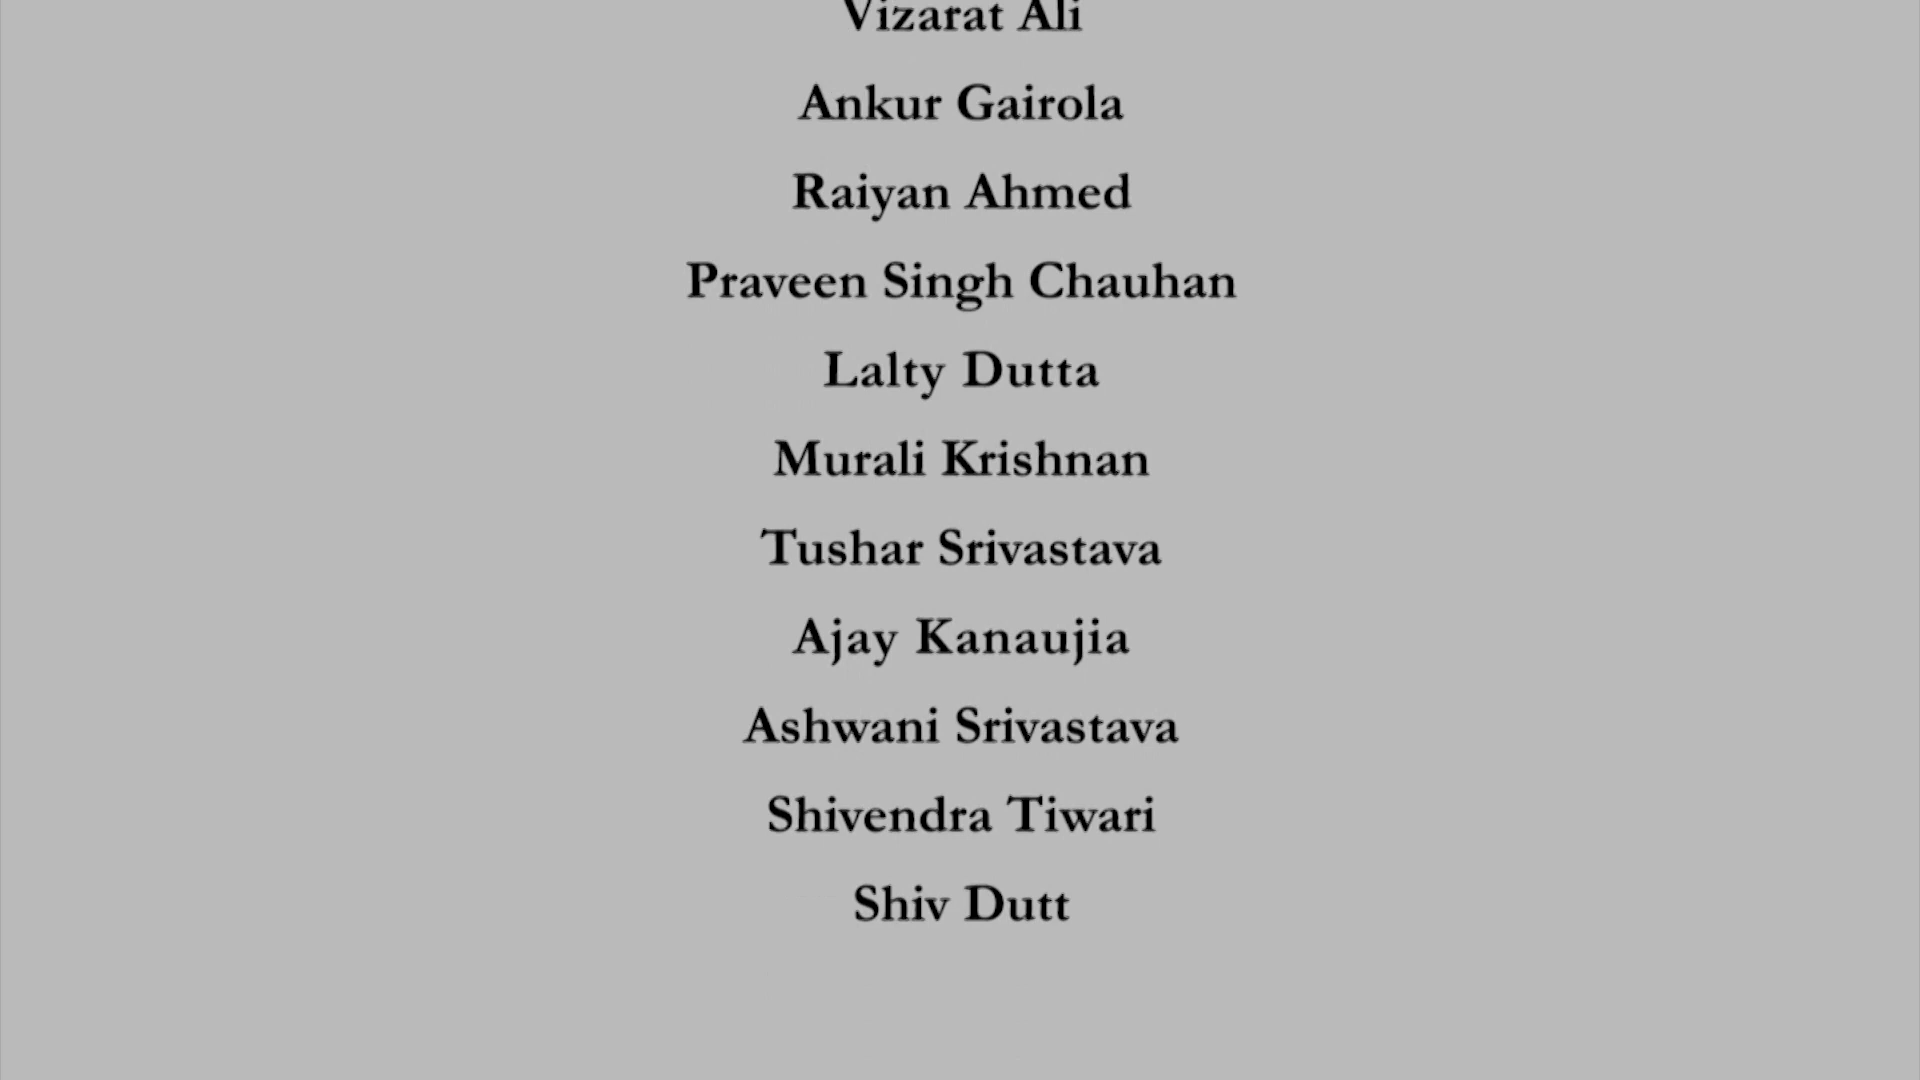 Vizarat Ali
Ankur Gairola
Raiyan Ahmed
Praveen Singh Chauhan
Lalty Dutta
Murali Krishnan
Tushar Srivastava
Ajay Kanaujia
Ashwani Srivastava
Shivendra Tiwari
Shiv Dutt